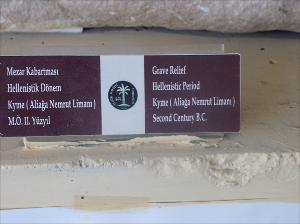 Mezar Kabartması
Hellenistik Dönem
Kyme ( Aliağa Nemrut Limanı )
M.Ö. II. Yüzyıl
Grave Relief
Hellenistic Period
Kyme ( Aliağa Nemrut Limanı )
Second Century B.C.